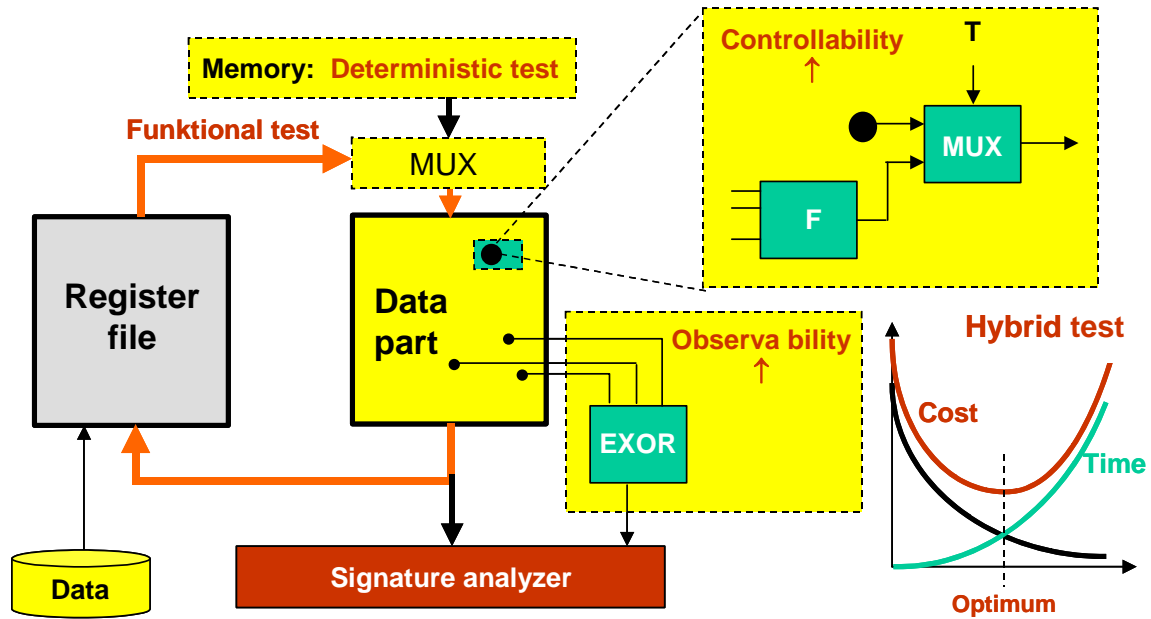 Memory: Deterministic test
Controllability
↑
T
MUX
F
Funktional test
MUX
Register
file
Data
part
Observa bility
↑
EXOR
Hybrid test
Cost
Time
Optimum
Data
Signature analyzer